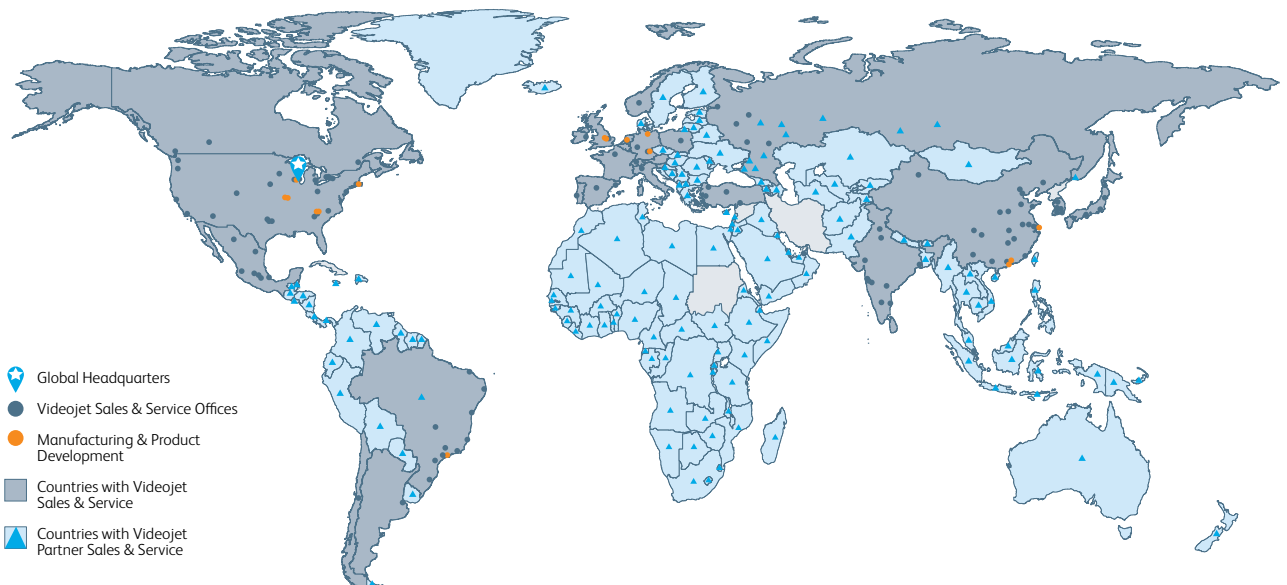 Global Headquarters
Videojet Sales & Service Offices
Manufacturing & Product
Development
Countries with Videojet
Sales & Service
Countries with Videojet
Partner Sales & Service